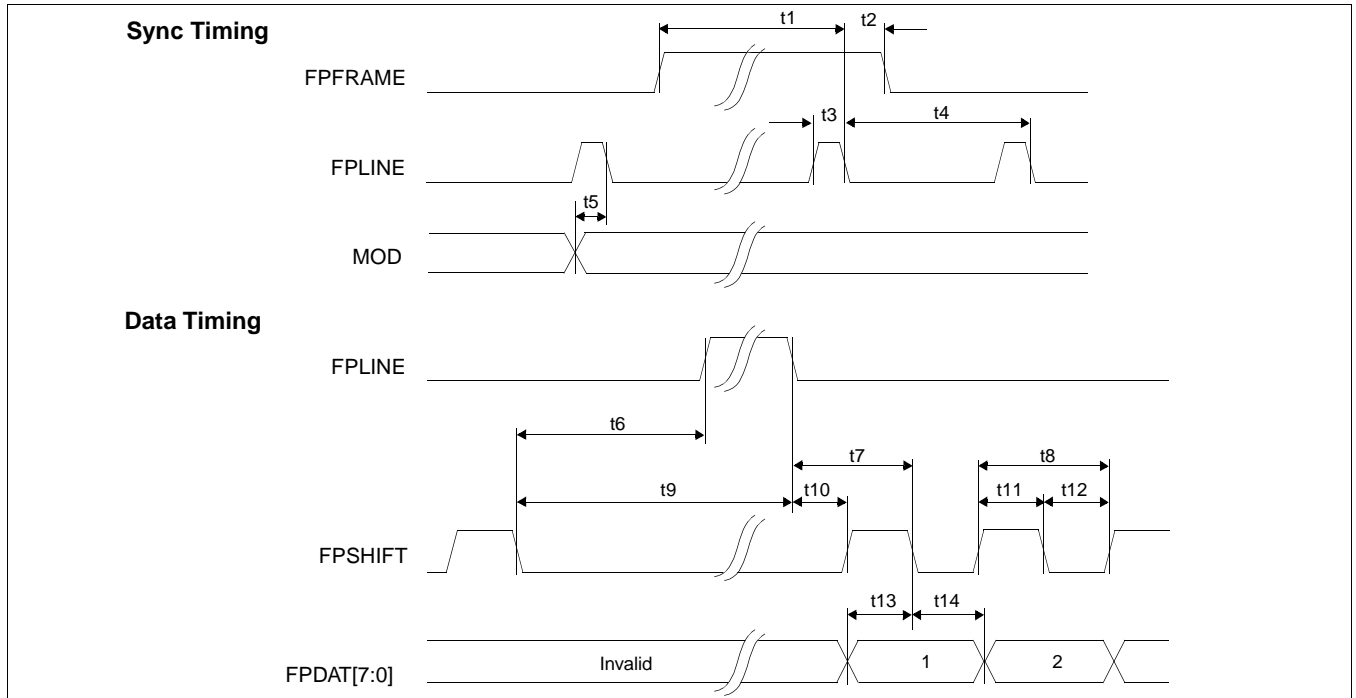 Sync Timing
t1
t2
FPFRAME
t3
t4
FPLINE
t5
MOD
Data Timing
FPLINE
t6
t7
t8
t9
t10
t11
t12
FPSHIFT
t13
t14
Invalid
1
2
FPDAT[7:0]